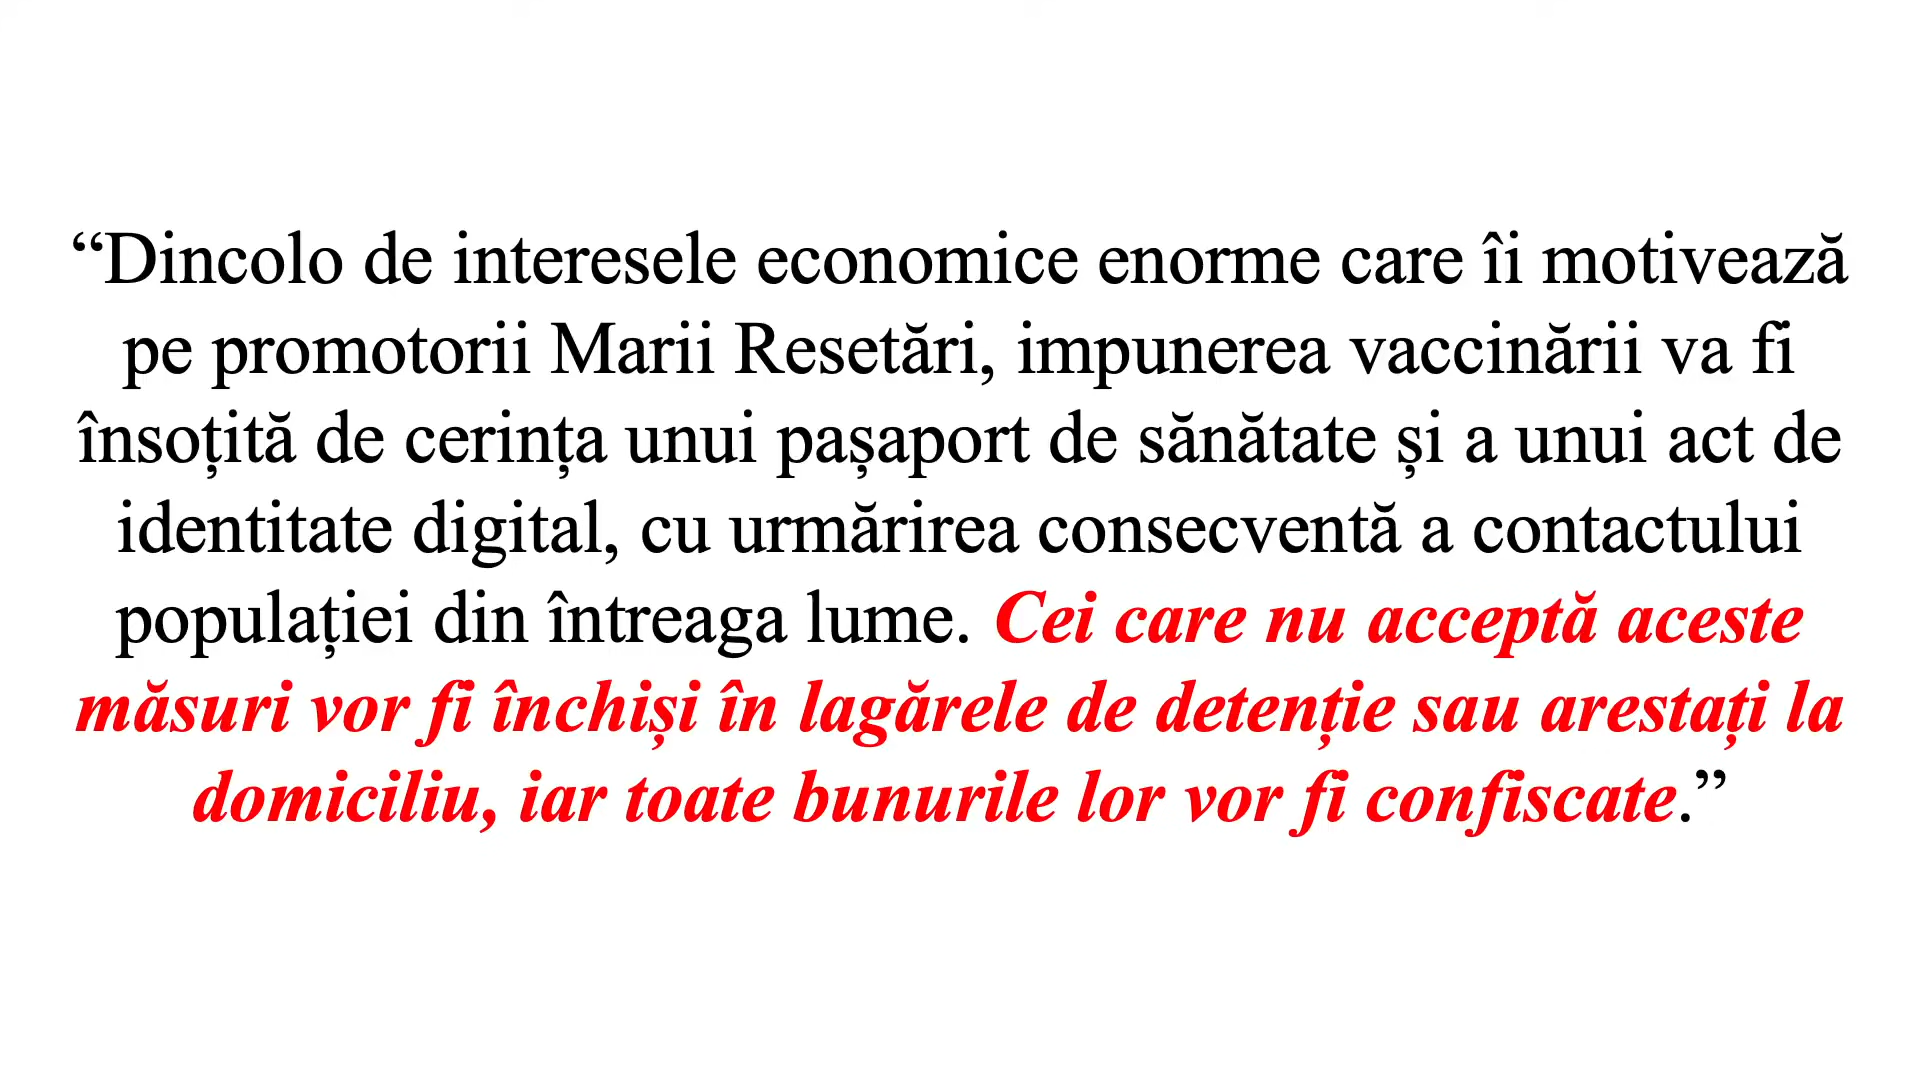 “Dincolo de interesele economice enorme care îi motivează
pe promotorii Marii Resetări, impunerea vaccinării va fi
însoțită de cerința unui pașaport de sănătate și a unui act de
identitate digital, cu urmărirea consecventă a contactului
populației din întreaga lume. Cei care nu acceptă aceste
măsuri vor fi închiși în lagărele de detenție sau arestați la
domiciliu, iar toate bunurile lor vor fi confiscate.”